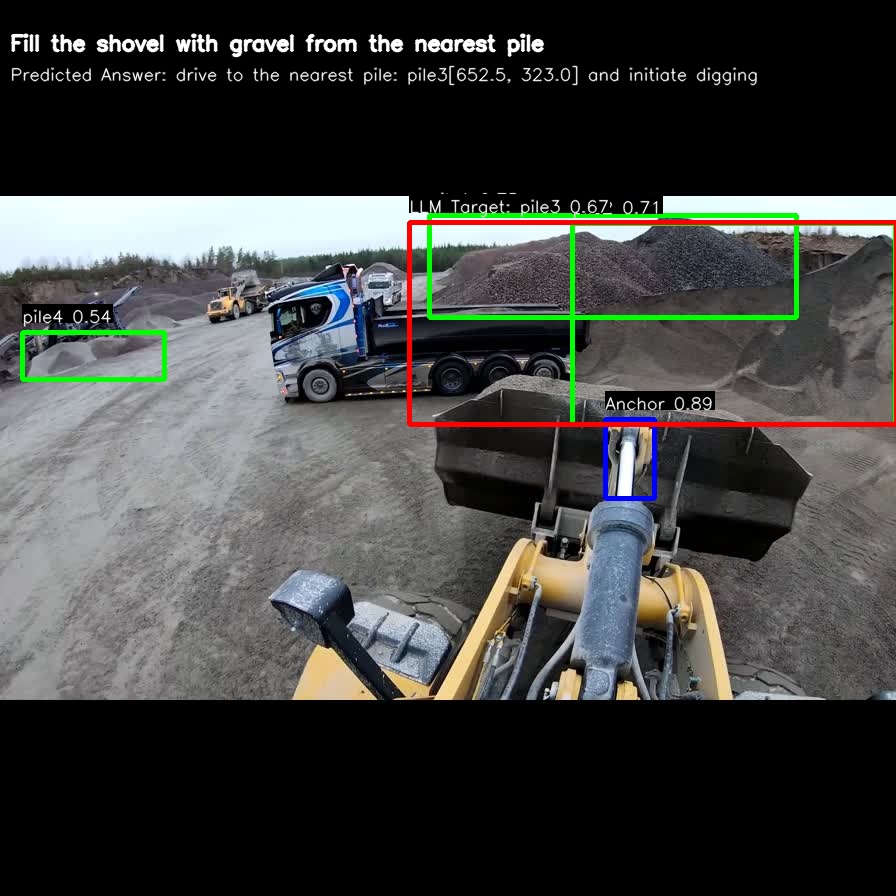 Fill the shovel with gravel from the nearest pile
Predicted Answer: drive to the nearest pile: pile3[652.5, 323.0] and initiate digging
LLM Target: pile3 0.67 0.71
pile4 0.54
Anchor 0.89